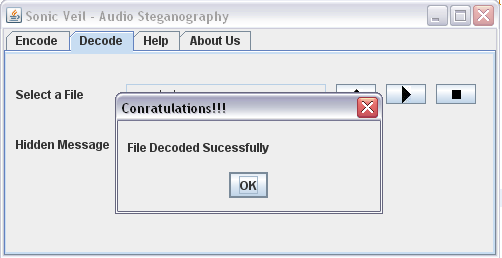 Sonic Veil - Audio Steganography
Encode Decode Help About Us
Select a File
Conratulations!!!
Hidden Message
File Decoded Sucessfully
OK